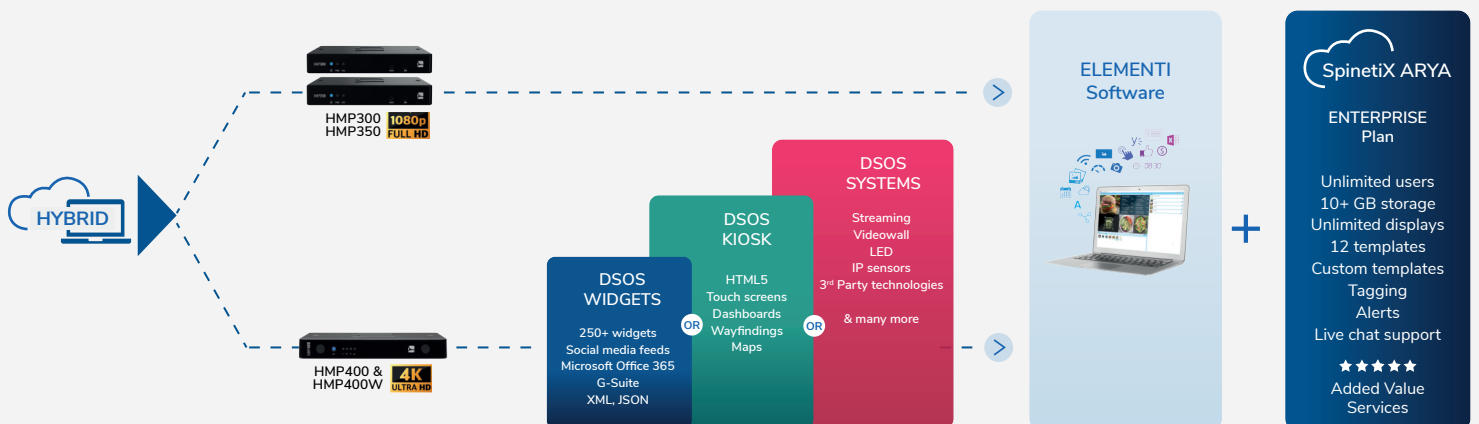 HYBRID
HMP300
HMP350
1080p
FULL HD
HMP400 &
HMP400W
4K
ULTRA HD
DSOS
WIDGETS
250+ widgets
Social media feeds
Microsoft Office 365
G-Suite
XML, JSON
OR
DSOS
KIOSK
HTML5
Touch screens
Dashboards
Wayfindings
Maps
OR
DSOS
SYSTEMS
Streaming
Videowall
LED
IP sensors
3rd Party technologies
& many more
ELEMENTI
Software
SpinetiX ARYA
ENTERPRISE
Plan
Unlimited users
10+ GB storage
Unlimited displays
12 templates
Custom templates
Tagging
Alerts
Live chat support
Added Value
Services